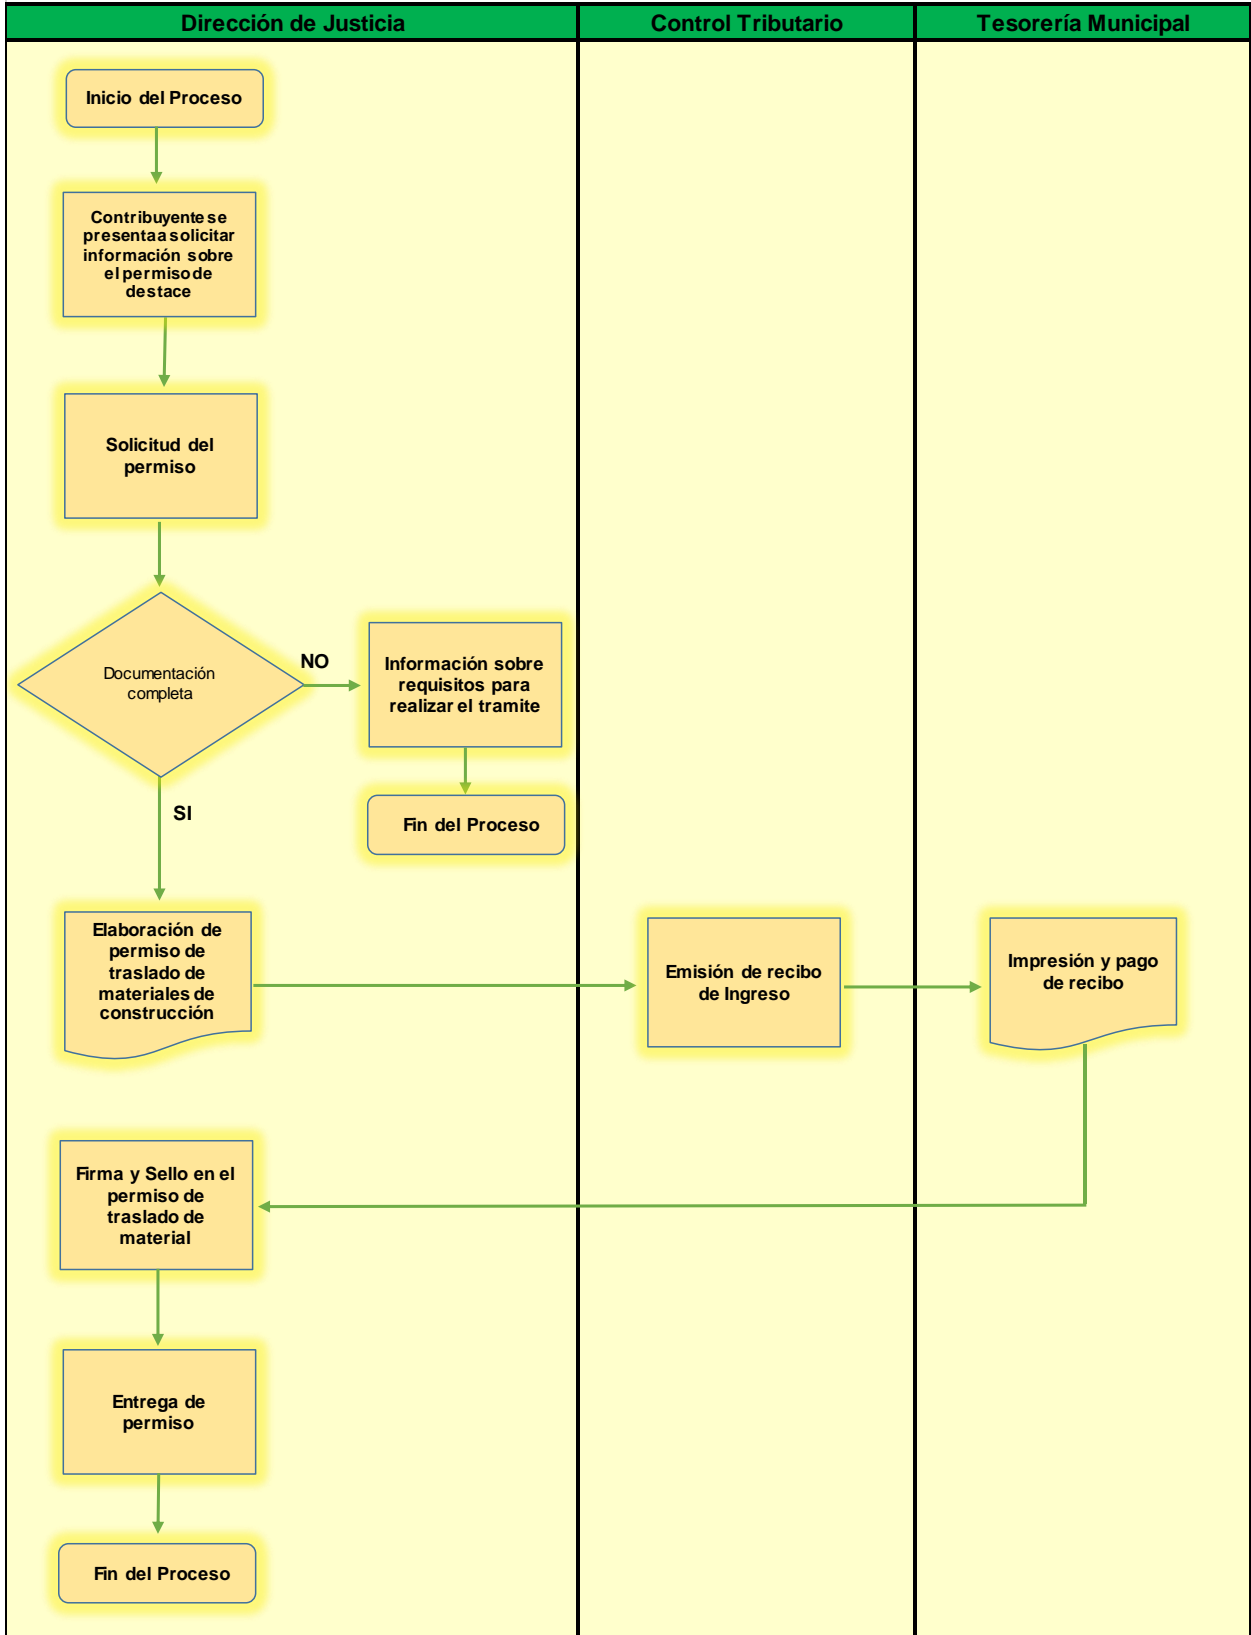 Dirección de Justicia
Control Tributario
Tesorería Municipal
Inicio del Proceso
Contribuyente se
presenta a solicitar
información sobre
el permiso de
destace
Solicitud del
permiso
Documentación
completa
NO
Información sobre
requisitos para
realizar el tramite
Fin del Proceso
SI
Elaboración de
permiso de
traslado de
materiales de
construcción
Emisión de recibo
de Ingreso
Impresión y pago
de recibo
Firma y Sello en el
permiso de
traslado de
material
Entrega de
permiso
Fin del Proceso